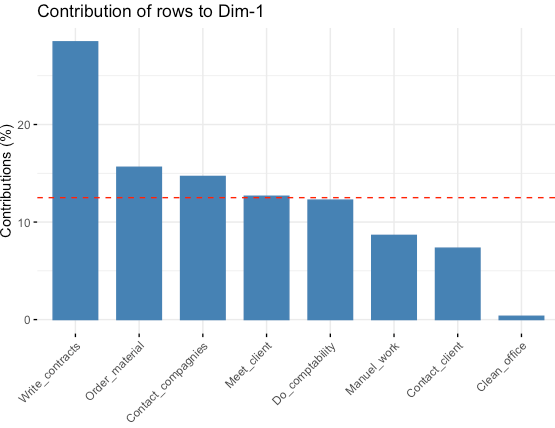 Contribution of rows to Dim-1
Contributions (%)
20
10
0
Write_contracts
Order_material
Contact_compagnies
Meet_client
Do_comptability
Manuel_work
Contact_client
Clean_office